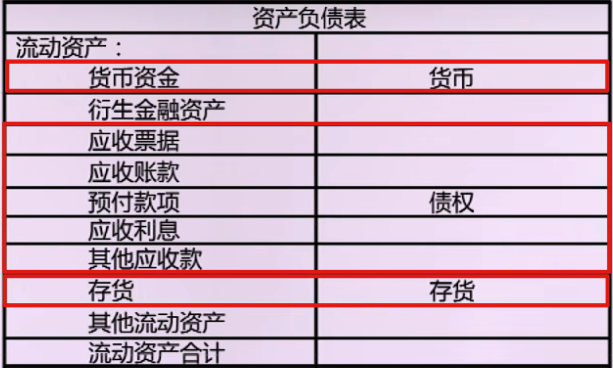 资产负债表
流动资产：
货币资金 货币
衍生金融资产
应收票据
应收账款
预付款项 债权
应收利息
其他应收款
存货 存货
其他流动资产
流动资产合计